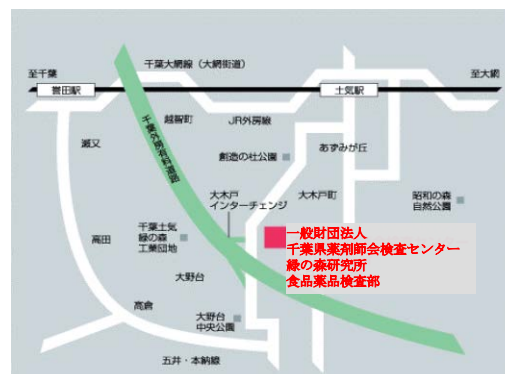 千葉大網線（大網街道）
至千葉
至大網
誉田駅
土気駅
越智町
JR外房線
千葉外房有料道路
瀬又
あすみが丘
創造の杜公園
大木戸
インターチェンジ
大木戸町
昭和の森
自然公園
一般財団法人
千葉県薬剤師会検査センター
緑の森研究所
食品薬品検査部
千葉土気
緑の森
工業団地
高田
大野台
高倉
大野台
中央公園
五井・本納線